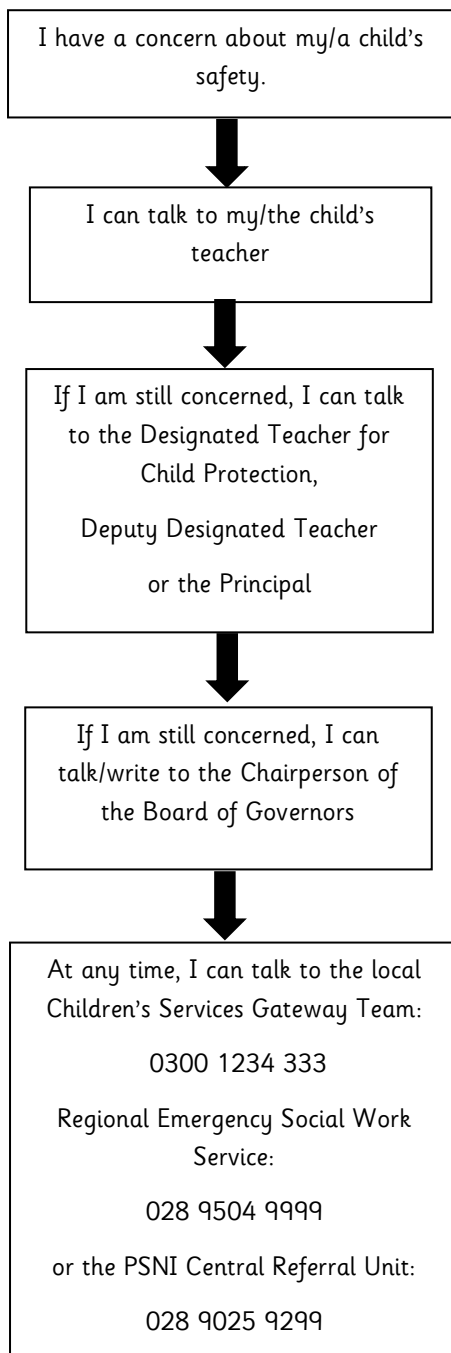 I have a concern about my/a child's
safety.
I can talk to my/the child's
teacher
If I am still concerned, I can talk
to the Designated Teacher for
Child Protection,
Deputy Designated Teacher
or the Principal
If I am still concerned, I can
talk/write to the Chairperson of
the Board of Governors
At any time, I can talk to the local
Children's Services Gateway Team:
0300 1234 333
Regional Emergency Social Work
Service:
028 9504 9999
or the PSNI Central Referral Unit:
028 9025 9299